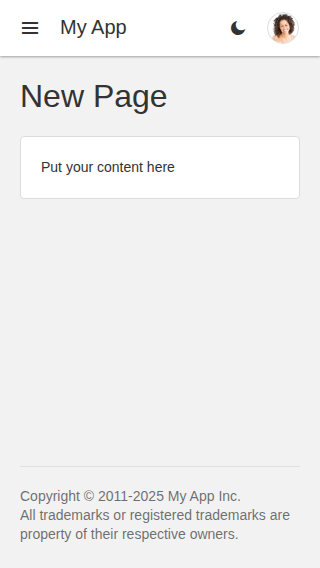 My App
New Page
Put your content here
Copyright © 2011-2025 My App Inc.
All trademarks or registered trademarks are
property of their respective owners.